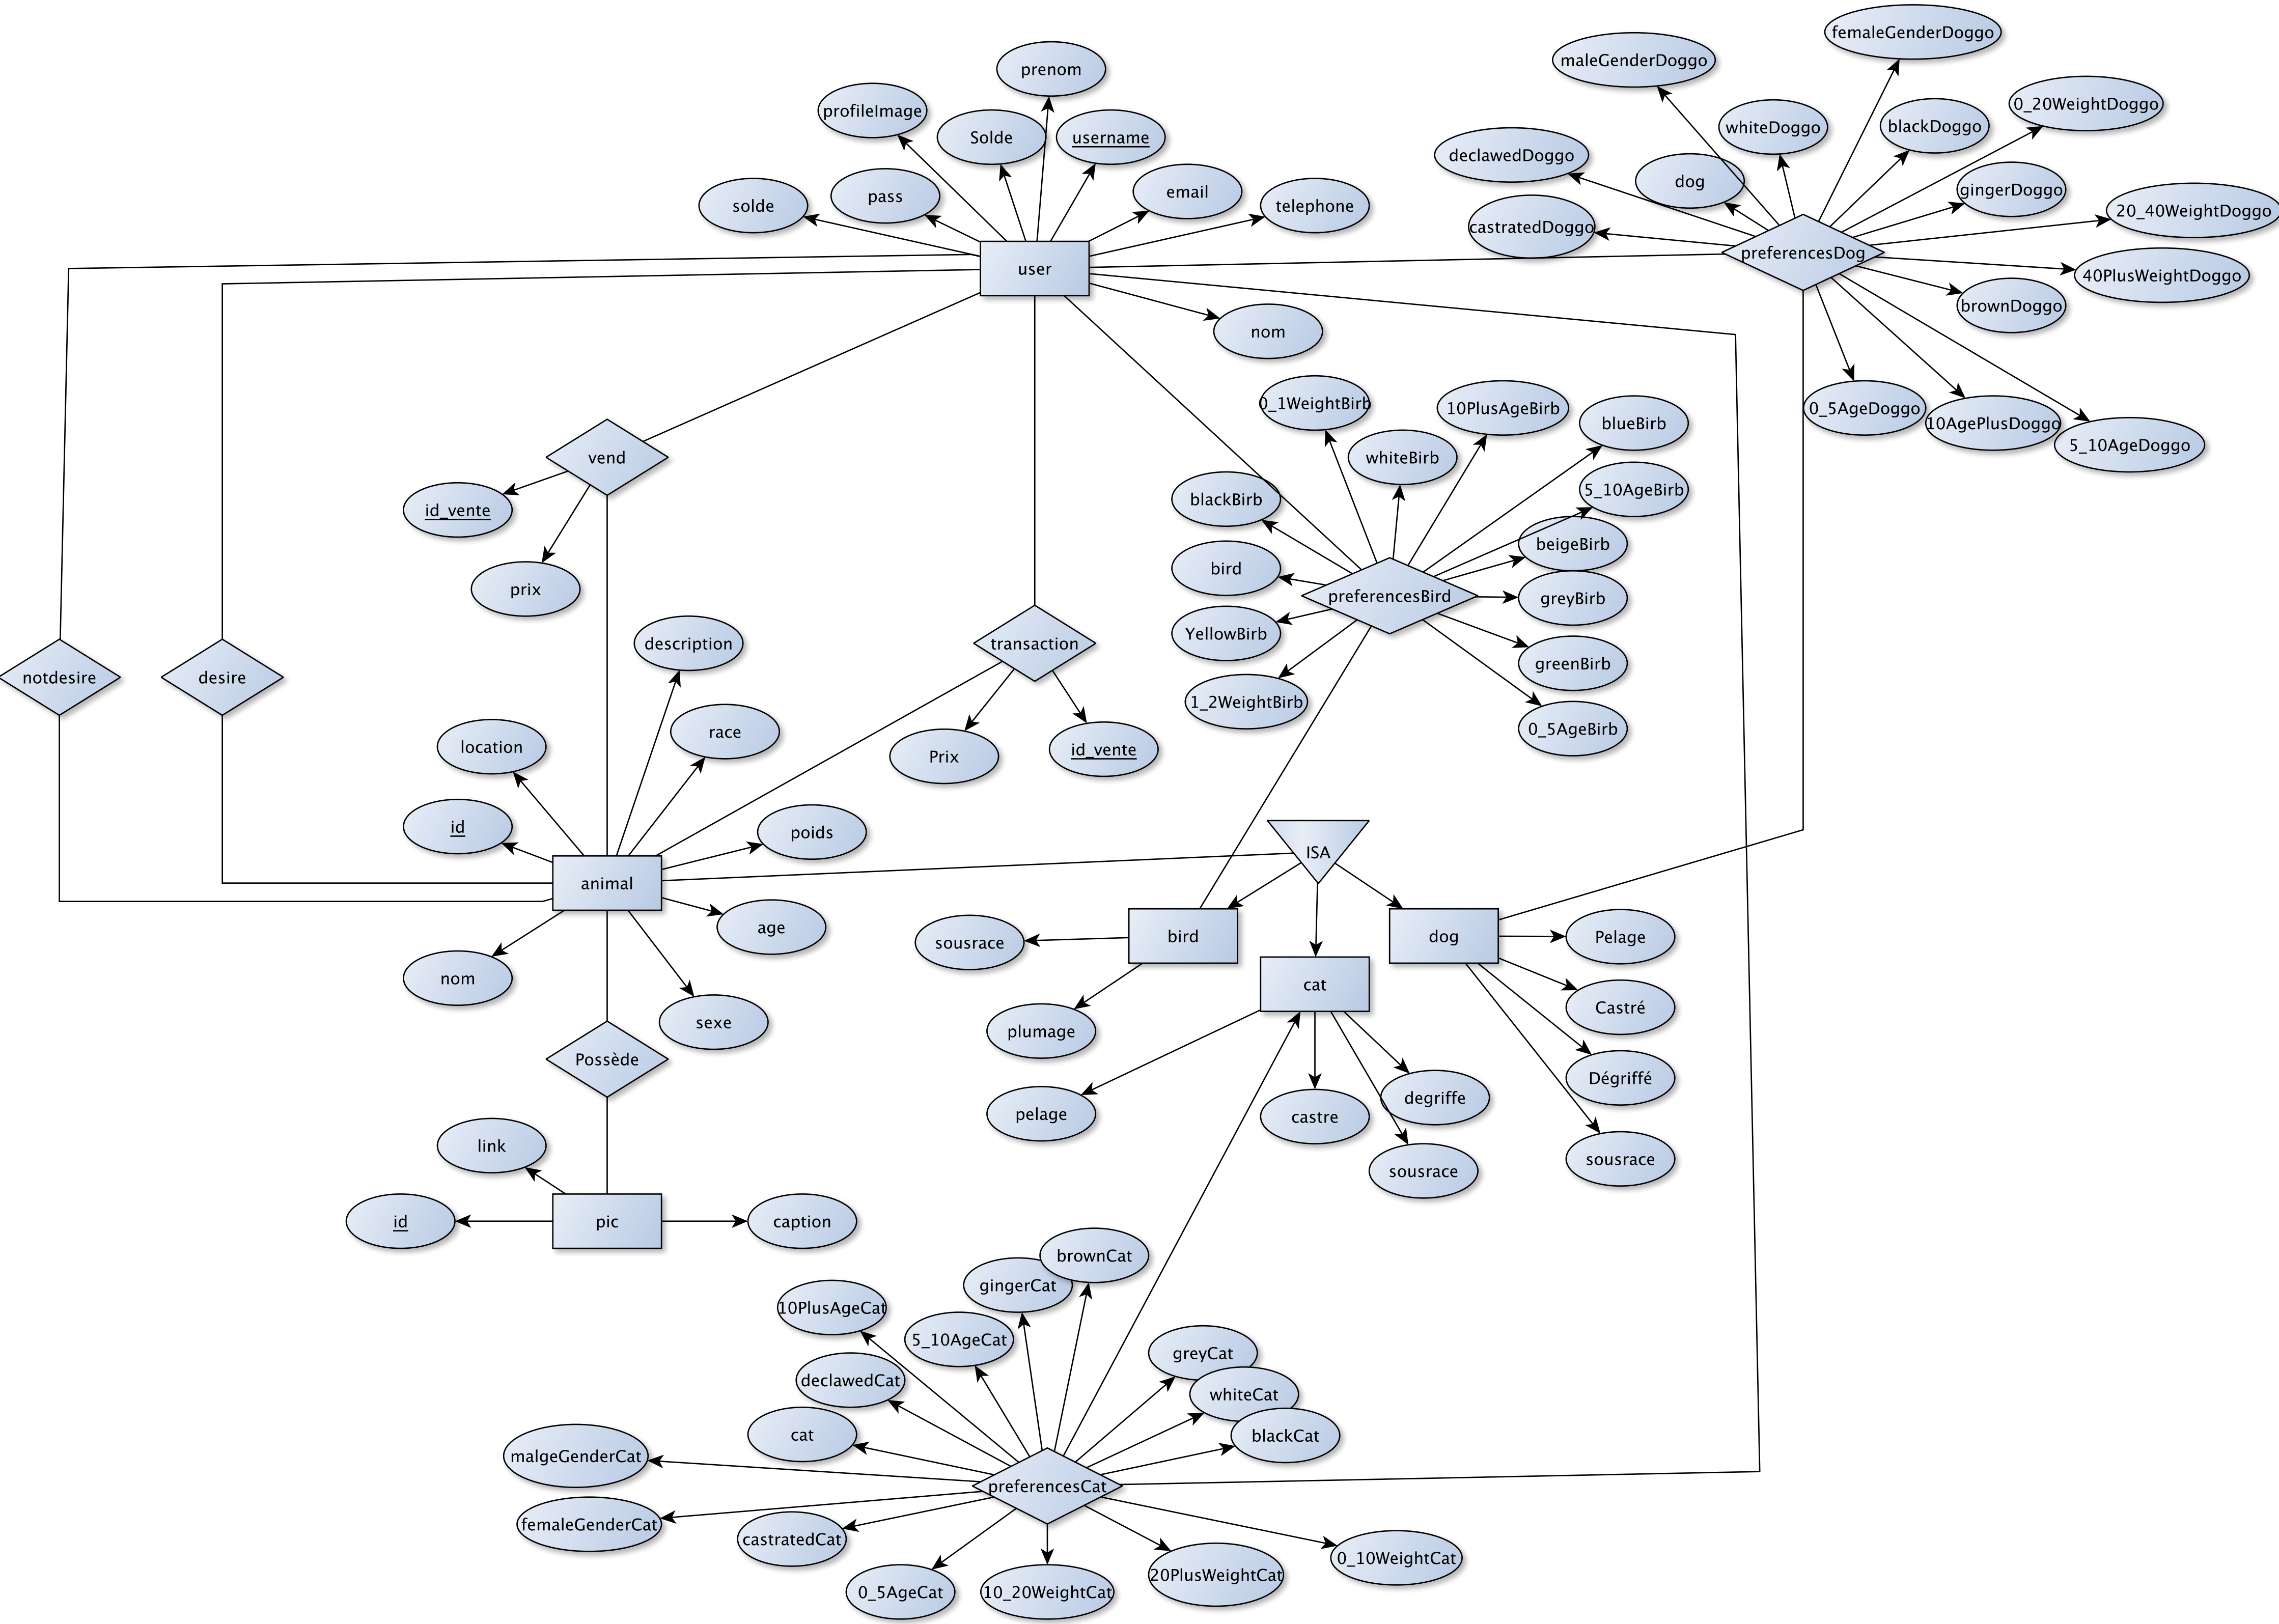 femaleGenderDoggo
maleGenderDoggo
prenom
0_20WeightDoggo
profileImage
blackDoggo
whiteDoggo
Solde
username
declawedDoggo
dog
gingerDoggo
email
pass
solde
telephone
20_40WeightDoggo
castratedDoggo
preferencesDog
user
40PlusWeightDoggo
brownDoggo
nom
0_1WeightBirb
10PlusAgeBirb
0_5AgeDoggo
10AgePlusDoggo
blueBirb
5_10AgeDoggo
vend
whiteBirb
5_10AgeBirb
blackBirb
id_vente
beigeBirb
bird
prix
preferencesBird
greyBirb
YellowBirb
description
transaction
greenBirb
notdesire
desire
1_2WeightBirb
race
0_5AgeBirb
location
Prix
id_vente
id
poids
ISA
animal
age
bird
dog
Pelage
sousrace
nom
cat
Castré
sexe
plumage
Possède
Dégriffé
degriffe
pelage
castre
link
sousrace
sousrace
id
pic
caption
brownCat
gingerCat
10PlusAgeCat
5_10AgeCat
greyCat
declawedCat
whiteCat
cat
blackCat
malgeGenderCat
preferencesCat
femaleGenderCat
castratedCat
0_10WeightCat
20PlusWeightCat
0_5AgeCat
10_20WeightCat